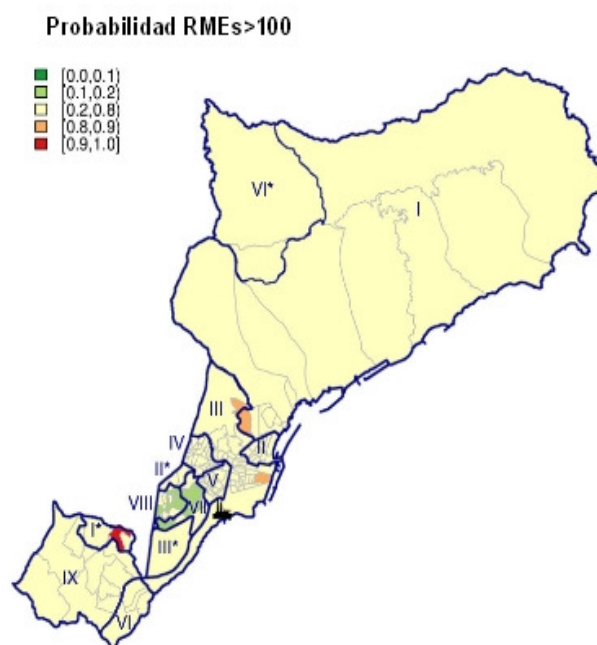 Probabilidad RMEs>100
[0.0,0.1)
[0.1,0.2)
[0.2,0.8)
[0.8,0.9)
[0.9,1.0]
VI*
I
III
IV
II
II*
V
VIII
VII
I*
III*
IX
VI